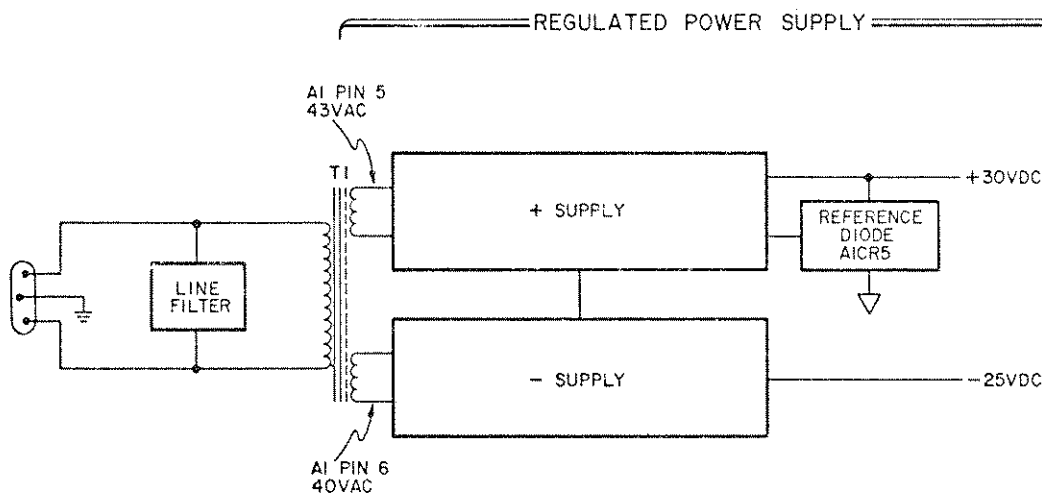 REGULATED POWER SUPPLY
A1 PIN 5
43VAC
T1
+ SUPPLY
+30VDC
REFERENCE
DIODE
A1CR5
LINE
FILTER
- SUPPLY
-25VDC
A1 PIN 6
40VAC